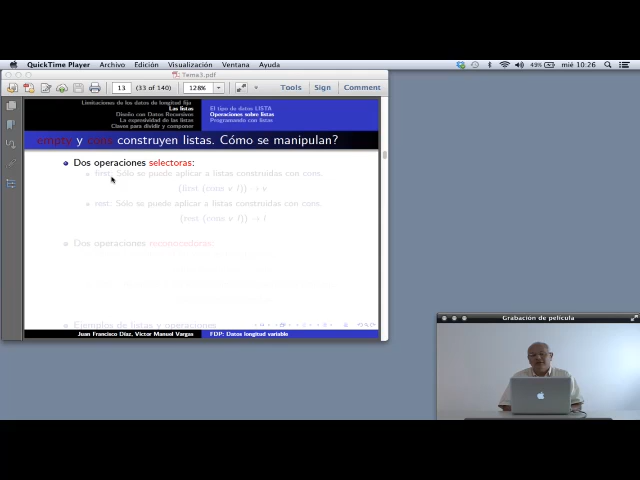 QuickTime Player Archivo Edición Visualización Ventana Ayuda 49% mié 10:26
Tema3.pdf
13 (33 of 140) 128% Tools Sign Comment
Limitaciones de los datos de longitud fija
Las listas
Diseño con Datos Recursivos
La expresividad de las listas
Claves para dividir y componer
El tipo de datos LISTA
Operaciones sobre listas
Programando con listas
empty y cons construyen listas. Cómo se manipulan?
Dos operaciones selectoras:
first: Sólo se puede aplicar a listas construidas con cons.
(first (cons v l)) → v
rest: Sólo se puede aplicar a listas construidas con cons.
(rest (cons v l)) → l
Dos operaciones reconocedoras:
Ejemplos de listas y operaciones
Juan Francisco Díaz, Víctor Manuel Vargas FDP: Datos longitud variable
Grabación de película